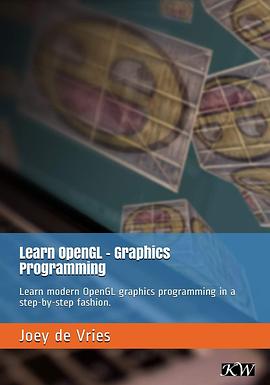 Learn OpenGL - Graphics
Programming
Learn modern OpenGL graphics programming in a
step-by-step fashion.
Joey de Vries
KW